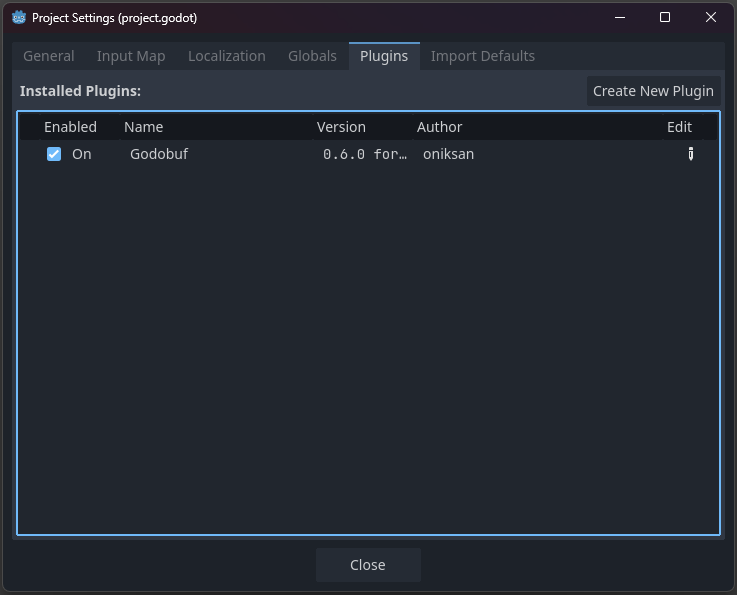 Project Settings (project.godot)
General Input Map Localization Globals Plugins Import Defaults
Installed Plugins: Create New Plugin
Enabled Name Version Author Edit
On Godobuf 0.6.0 for… oniksan
Close